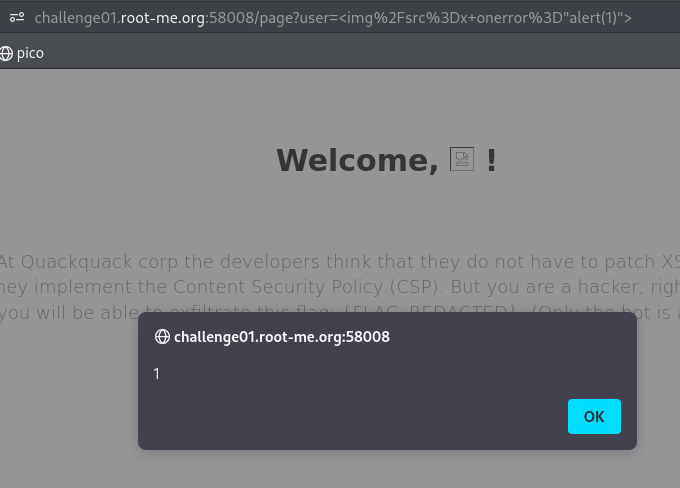 challenge01.root-me.org:58008/page?user=<img%2Fsrc%3Dx+onerror%3D"alert(1)">
pico
Welcome, !
At Quackquack corp the developers think that they do not have to patch XS
hey implement the Content Security Policy (CSP). But you are a hacker, righ
you will be able to exfiltrate this flag: {FLAG_REDACTED}. (Only the bot is a
challenge01.root-me.org:58008
1
OK